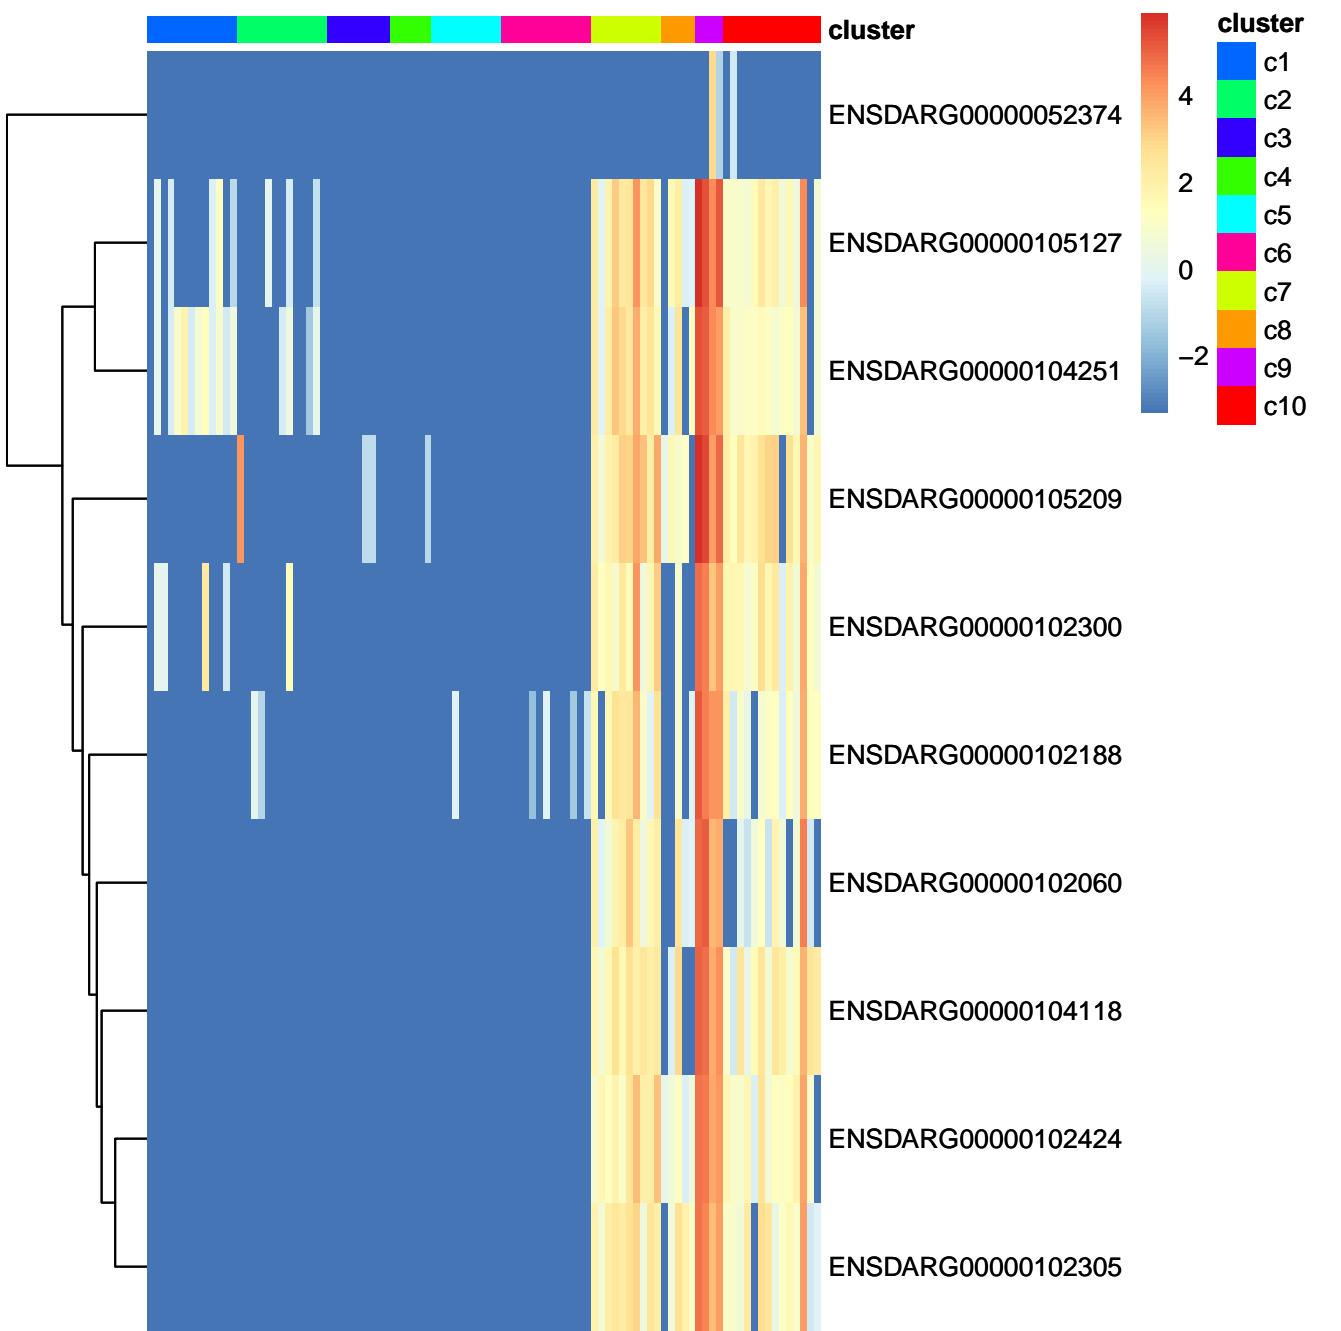 cluster
ENSDARG00000052374
ENSDARG00000105127
ENSDARG00000104251
ENSDARG00000105209
ENSDARG00000102300
ENSDARG00000102188
ENSDARG00000102060
ENSDARG00000104118
ENSDARG00000102424
ENSDARG00000102305
4
2
0
−2
cluster
c1
c2
c3
c4
c5
c6
c7
c8
c9
c10